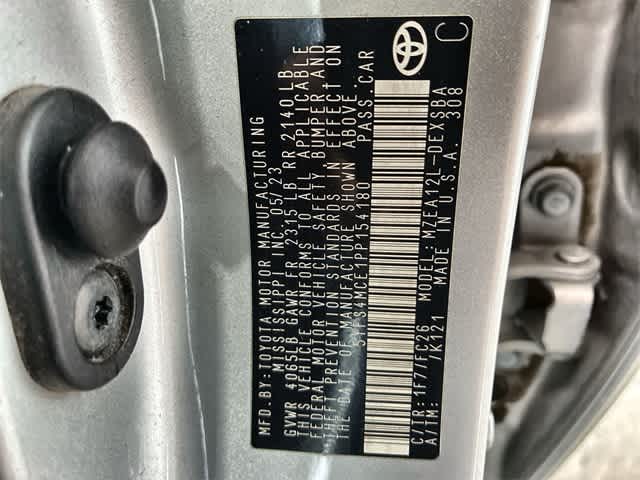 MFD.BY:TOYOTA MOTOR MANUFACTURING
MISSISSIPPI INC. 05/23
GVWR 4065LB GAWR FR 2315 LB RR 2140LB
THIS VEHICLE CONFORMS TO ALL APPLICABLE
FEDERAL MOTOR VEHICLE SAFETY, BUMPER AND
THEFT PREVENTION STANDARDS IN EFFECT ON
THE DATE OF MANUFACTURE SHOWN ABOVE.
5YFS4MCE1PP154180 PASS.CAR
C/TR:1F7/FC26 MODEL:MZEA12L-DEXSBA
A/TM: /K121 MADE IN U.S.A. 308
C